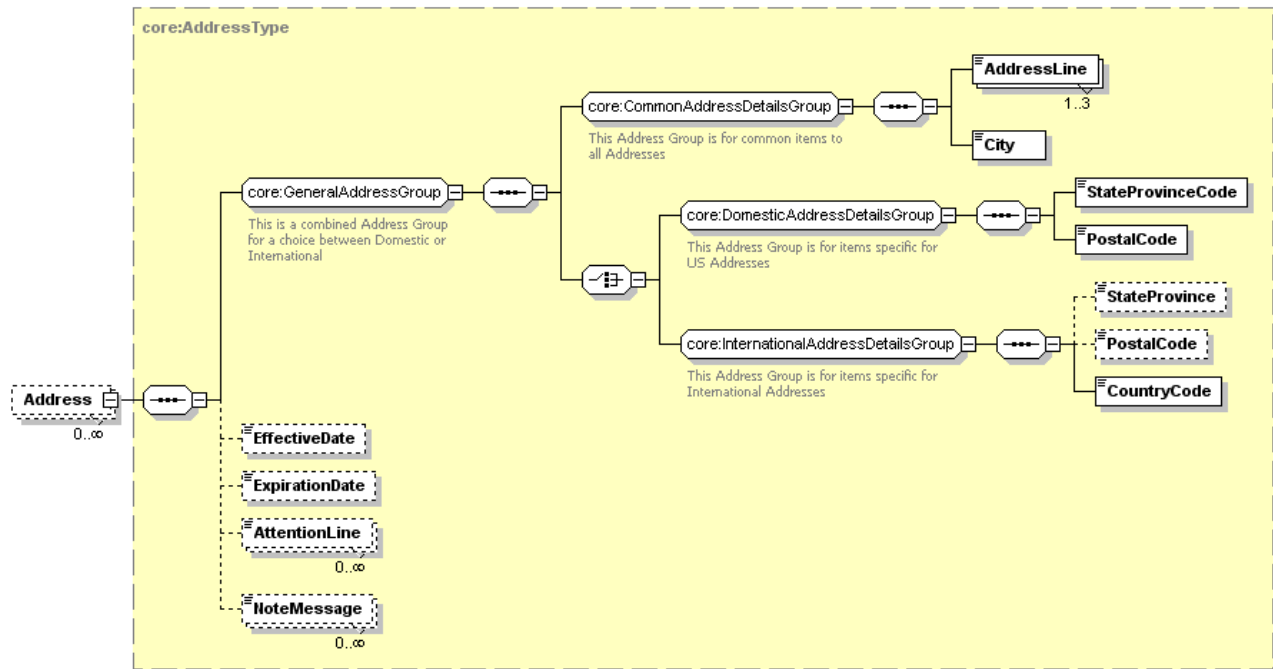 core:AddressType
AddressLine
1..3
core:CommonAddressDetailsGroup
This Address Group is for common items to
all Addresses
City
core:GeneralAddressGroup
This is a combined Address Group
for a choice between Domestic or
International
StateProvinceCode
core:DomesticAddressDetailsGroup
This Address Group is for items specific for
US Addresses
PostalCode
StateProvince
core:InternationalAddressDetailsGroup
This Address Group is for items specific for
International Addresses
PostalCode
CountryCode
Address
0..∞
EffectiveDate
ExpirationDate
AttentionLine
0..∞
NoteMessage
0..∞